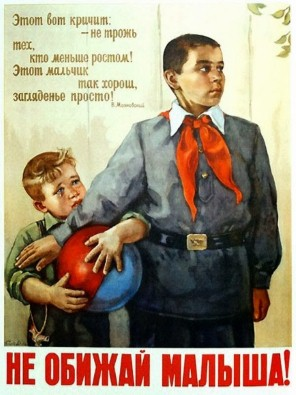 Этот вот кричит:
– не трожь
тех,
кто меньше ростом!
Этот мальчик
так хорош,
загляденье просто!
В. Маяковский
НЕ ОБИЖАЙ МАЛЫША!